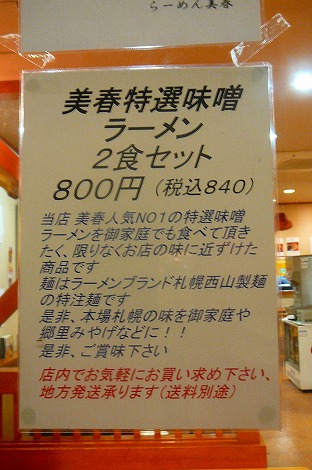 らーめん美春
美春特選味噌
ラーメン
2食セット
800円（税込840）
当店 美春人気NO1の特選味噌
ラーメンを御家庭でも食べて頂き
たく、限りなくお店の味に近ずけた
商品です
麺はラーメンブランド札幌西山製麺
の特注麺です
是非、本場札幌の味を御家庭や
郷里みやげなどに！！
是非、ご賞味下さい
店内でお気軽にお買い求め下さい、
地方発送承ります（送料別途）